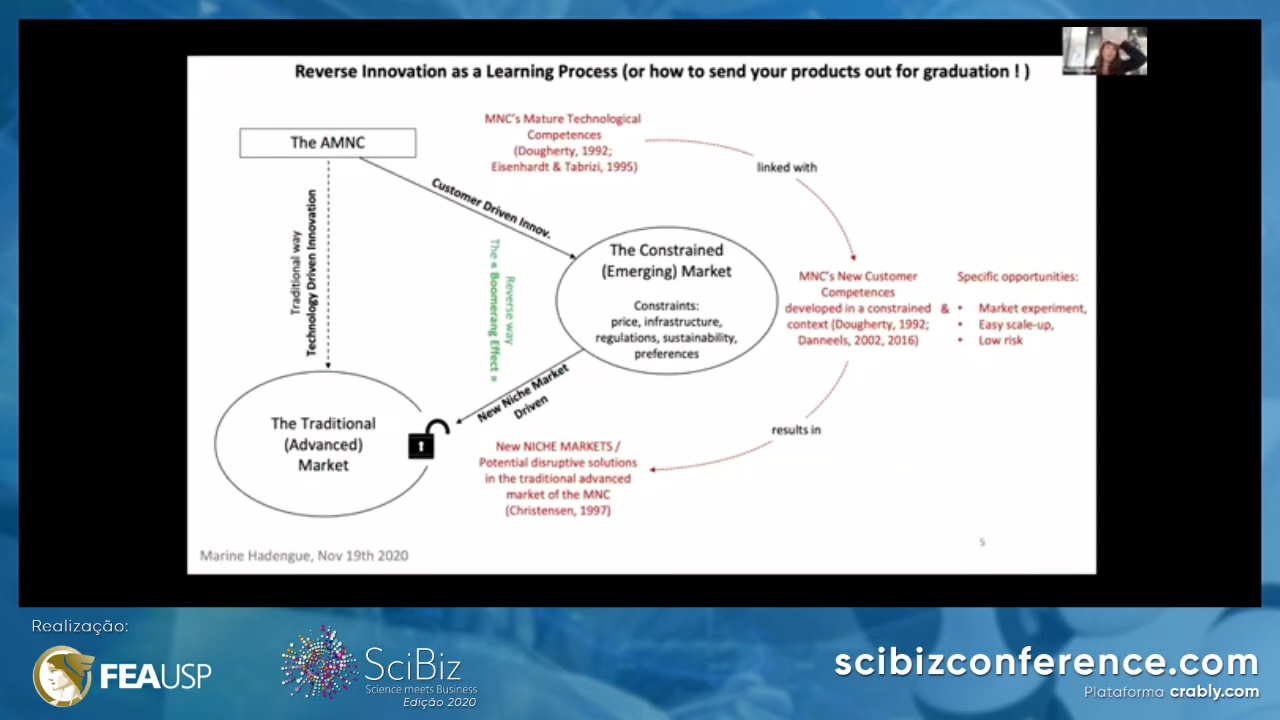 Reverse Innovation as a Learning Process (or how to send your products out for graduation ! )
The AMNC
MNC's Mature Technological
Competences
(Dougherty, 1992;
Eisenhardt & Tabrizi, 1995)
linked with
Customer Driven Innov.
Traditional way
Technology Driven Innovation
Reverse way
The « Boomerang Effect »
The Constrained
(Emerging) Market
Constraints:
price, infrastructure,
regulations, sustainability,
preferences
MNC's New Customer
Competences
developed in a constrained
context (Dougherty, 1992;
Danneels, 2002, 2016)
&
Specific opportunities:
• Market experiment,
• Easy scale-up,
• Low risk
New Niche Market
Driven
The Traditional
(Advanced)
Market
results in
New NICHE MARKETS /
Potential disruptive solutions
in the traditional advanced
market of the MNC
(Christensen, 1997)
Marine Hadengue, Nov 19th 2020
5
Realização:
FEAUSP
SciBiz
Science meets Business
Edição 2020
scibizconference.com
Plataforma crably.com